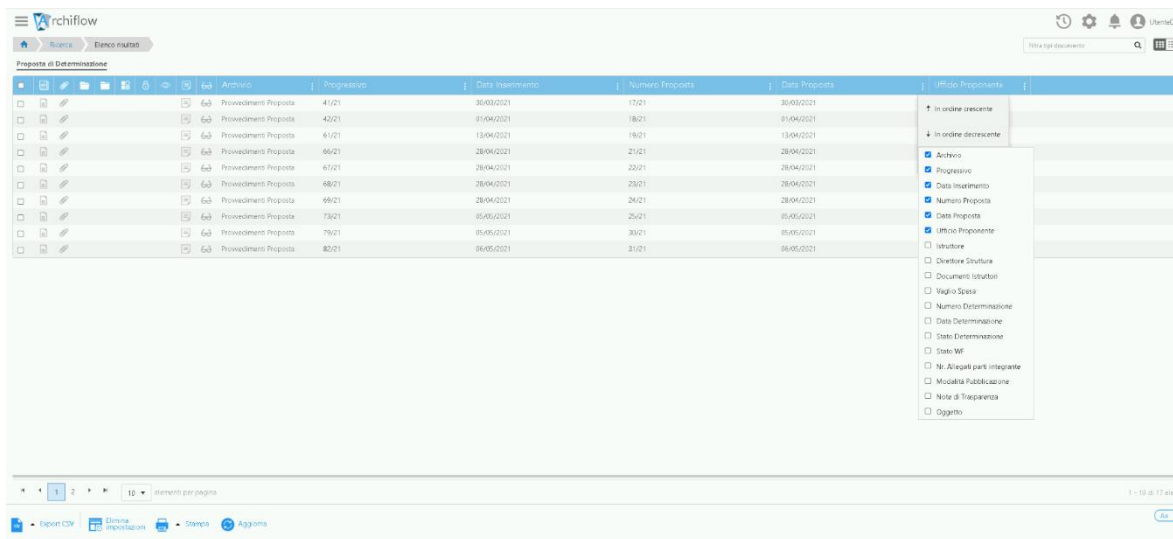 Archiflow
UtenteD
Ricerca Elenco risultati
Filtra tipi documento
Proposta di Determinazione
Archivio Progressivo Data Inserimento Numero Proposta Data Proposta Ufficio Proponente
Provvedimenti Proposta 41/21 30/03/2021 17/21 30/03/2021
Provvedimenti Proposta 42/21 01/04/2021 18/21 01/04/2021
Provvedimenti Proposta 61/21 13/04/2021 19/21 13/04/2021
Provvedimenti Proposta 66/21 28/04/2021 21/21 28/04/2021
Provvedimenti Proposta 67/21 28/04/2021 22/21 28/04/2021
Provvedimenti Proposta 68/21 28/04/2021 23/21 28/04/2021
Provvedimenti Proposta 69/21 28/04/2021 24/21 28/04/2021
Provvedimenti Proposta 73/21 05/05/2021 25/21 05/05/2021
Provvedimenti Proposta 79/21 05/05/2021 30/21 05/05/2021
Provvedimenti Proposta 82/21 06/05/2021 31/21 06/05/2021
In ordine crescente
In ordine decrescente
Archivio
Progressivo
Data Inserimento
Numero Proposta
Data Proposta
Ufficio Proponente
Istruttore
Direttore Struttura
Documenti Istruttori
Vaglio Spesa
Numero Determinazione
Data Determinazione
Stato Determinazione
Stato WF
Nr. Allegati parti integrante
Modalità Pubblicazione
Note di Trasparenza
Oggetto
1 2 10 elementi per pagina
1 - 10 di 17 ele
Export CSV Elimina impostazioni Stampa Aggiorna